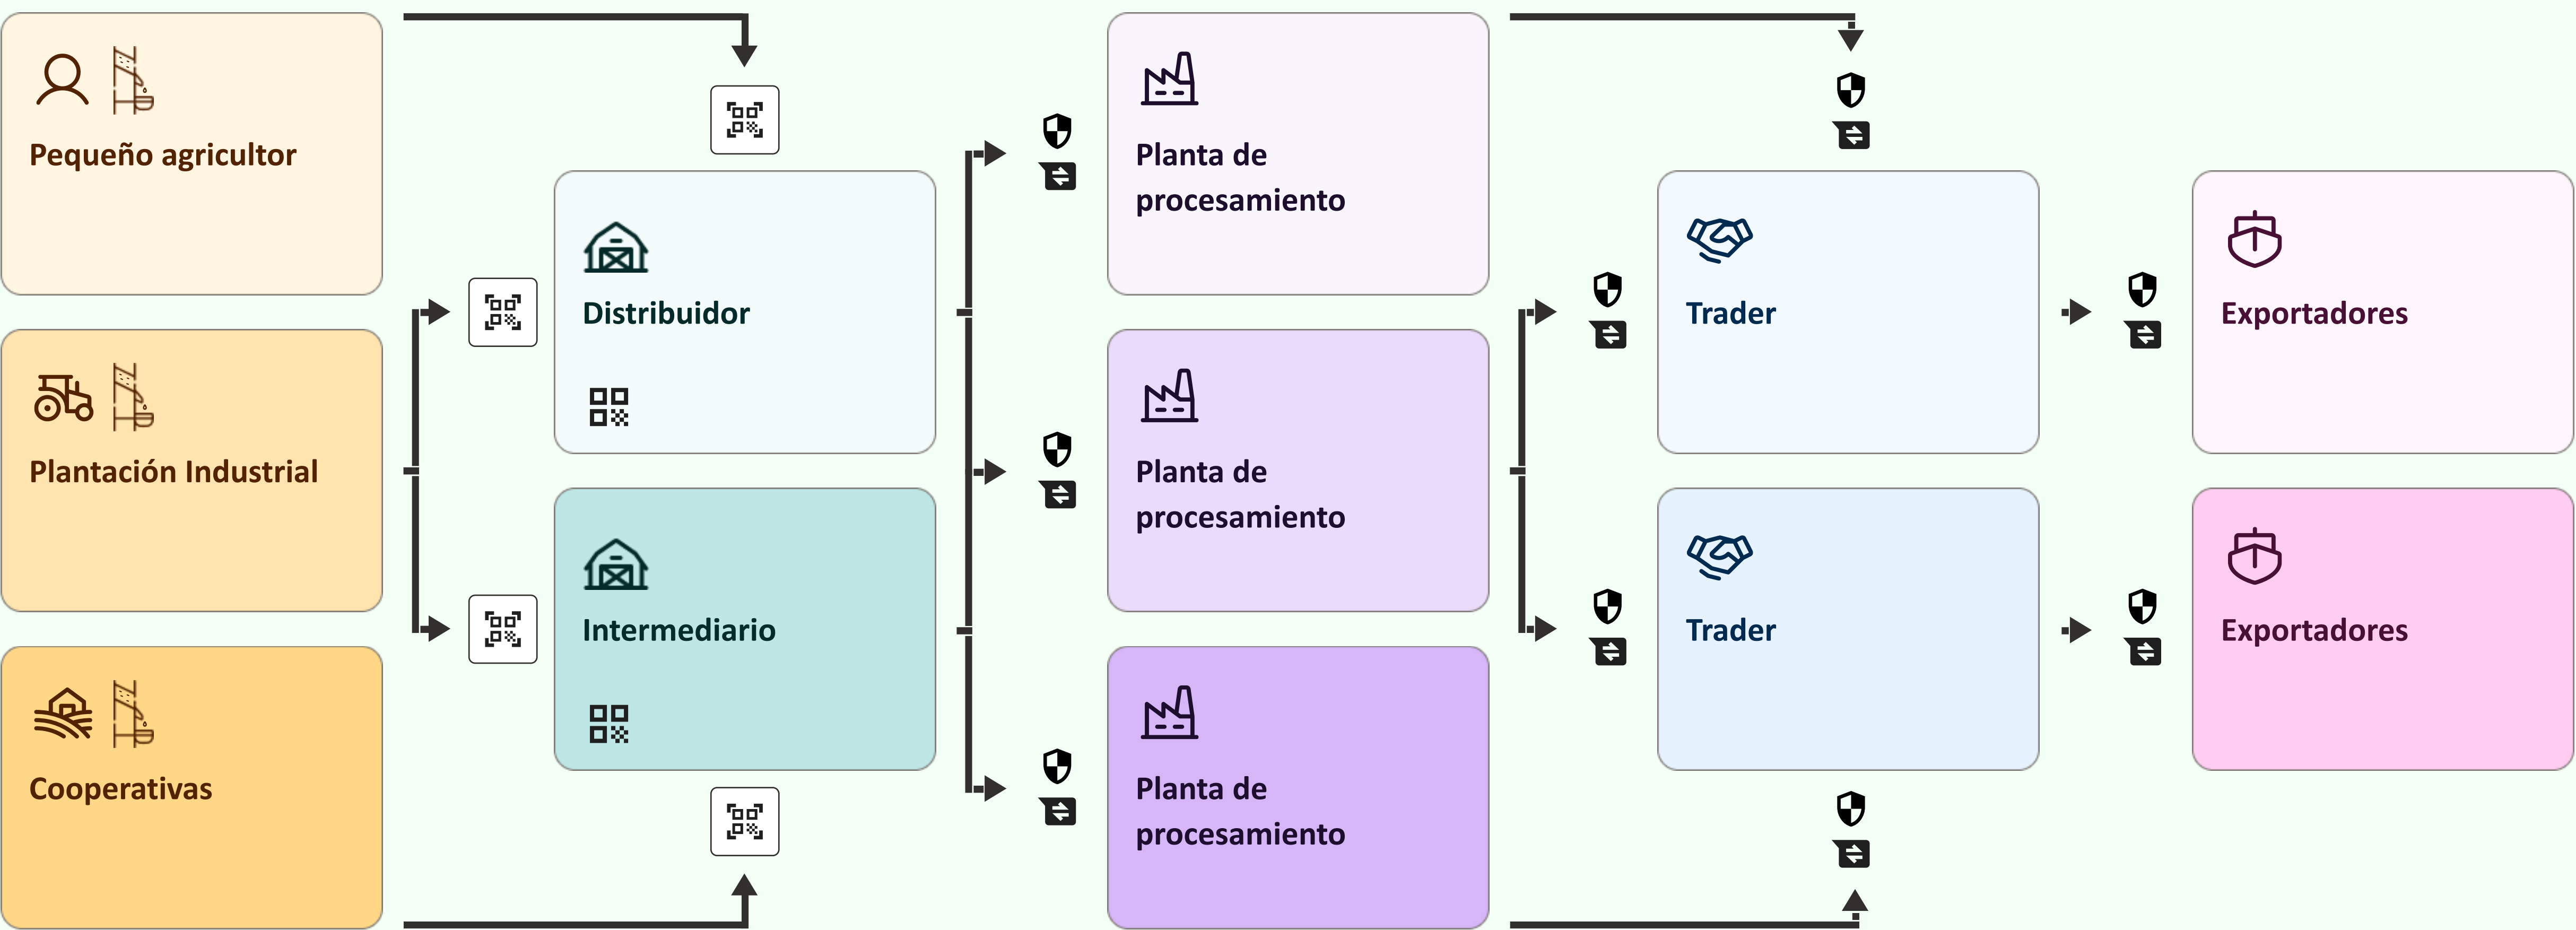 Pequeño agricultor
Plantación Industrial
Cooperativas
Distribuidor
Intermediario
Planta de
procesamiento
Planta de
procesamiento
Planta de
procesamiento
Trader
Trader
Exportadores
Exportadores